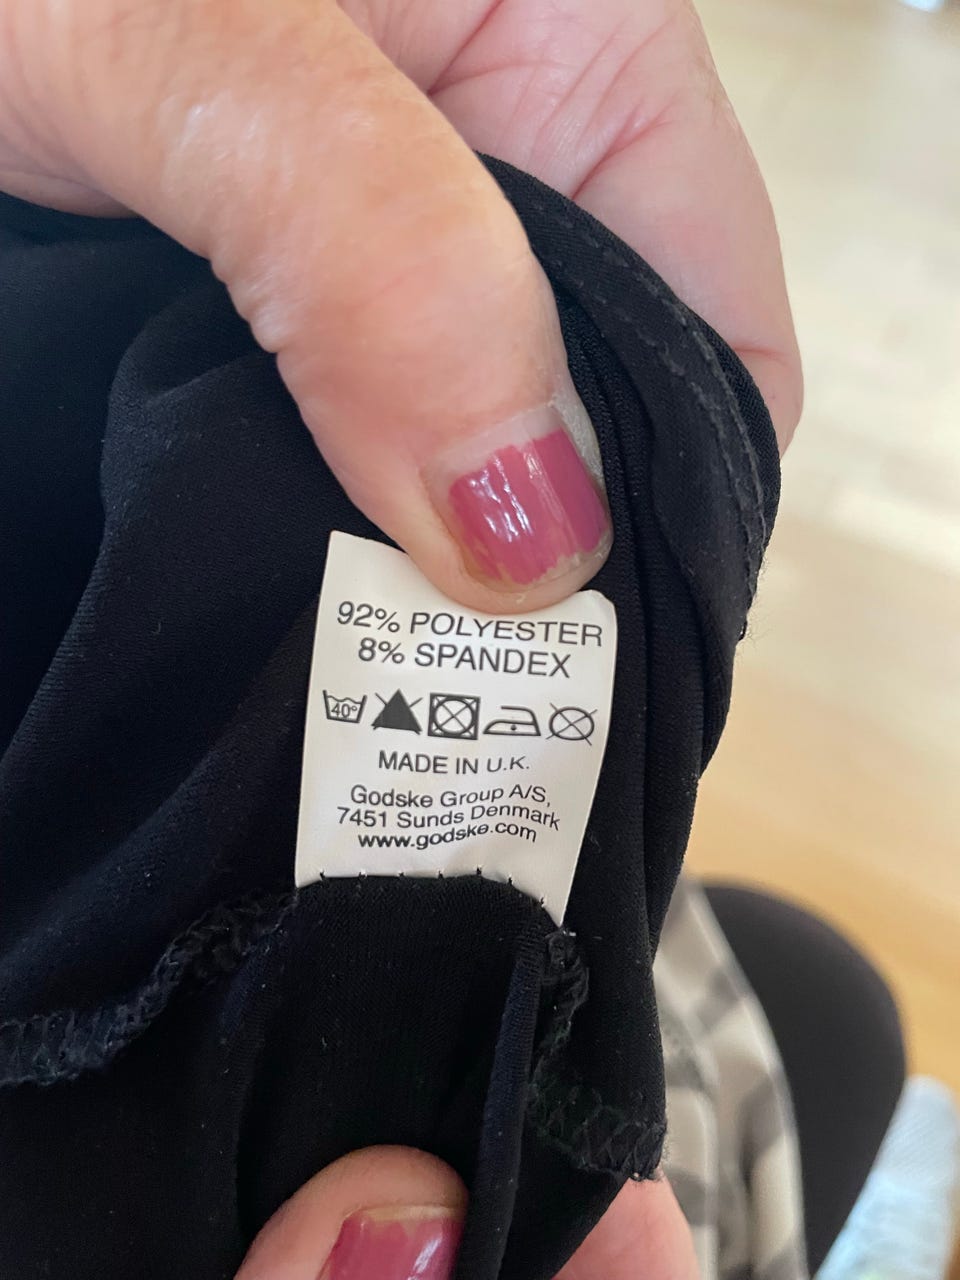 92% POLYESTER
8% SPANDEX
40°
MADE IN U.K.
Godske Group A/S,
7451 Sunds Denmark
www.godske.com